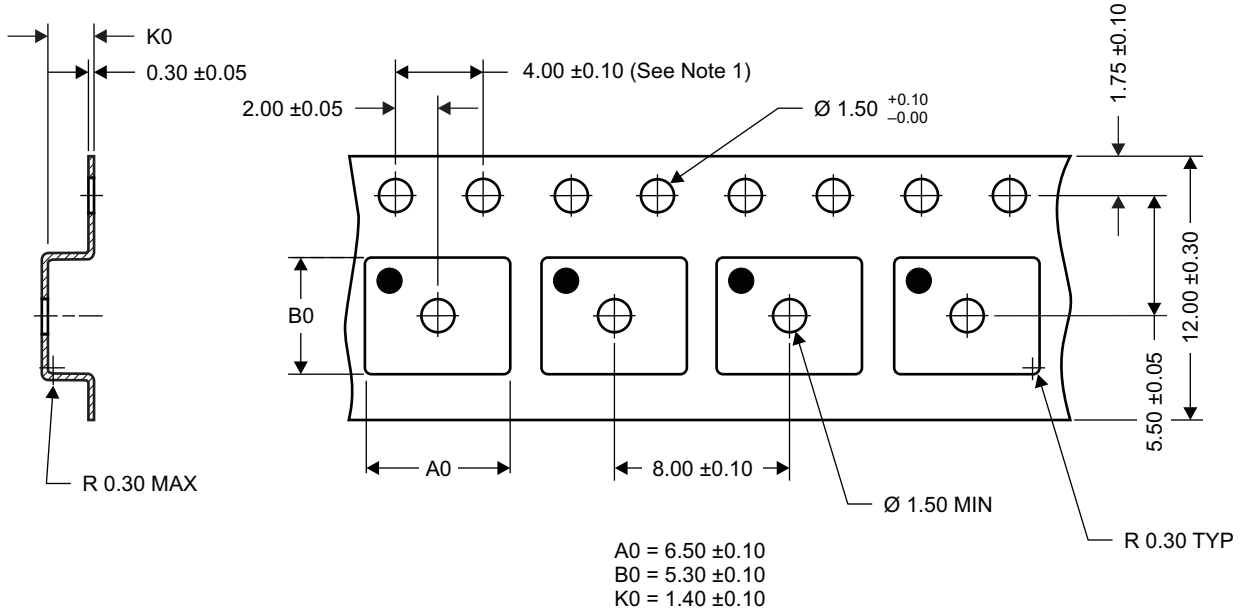 K0
0.30 ±0.05
4.00 ±0.10 (See Note 1)
2.00 ±0.05
Ø 1.50 +0.10 –0.00
1.75 ±0.10
12.00 ±0.30
5.50 ±0.05
B0
A0
8.00 ±0.10
R 0.30 MAX
Ø 1.50 MIN
R 0.30 TYP
A0 = 6.50 ±0.10
B0 = 5.30 ±0.10
K0 = 1.40 ±0.10